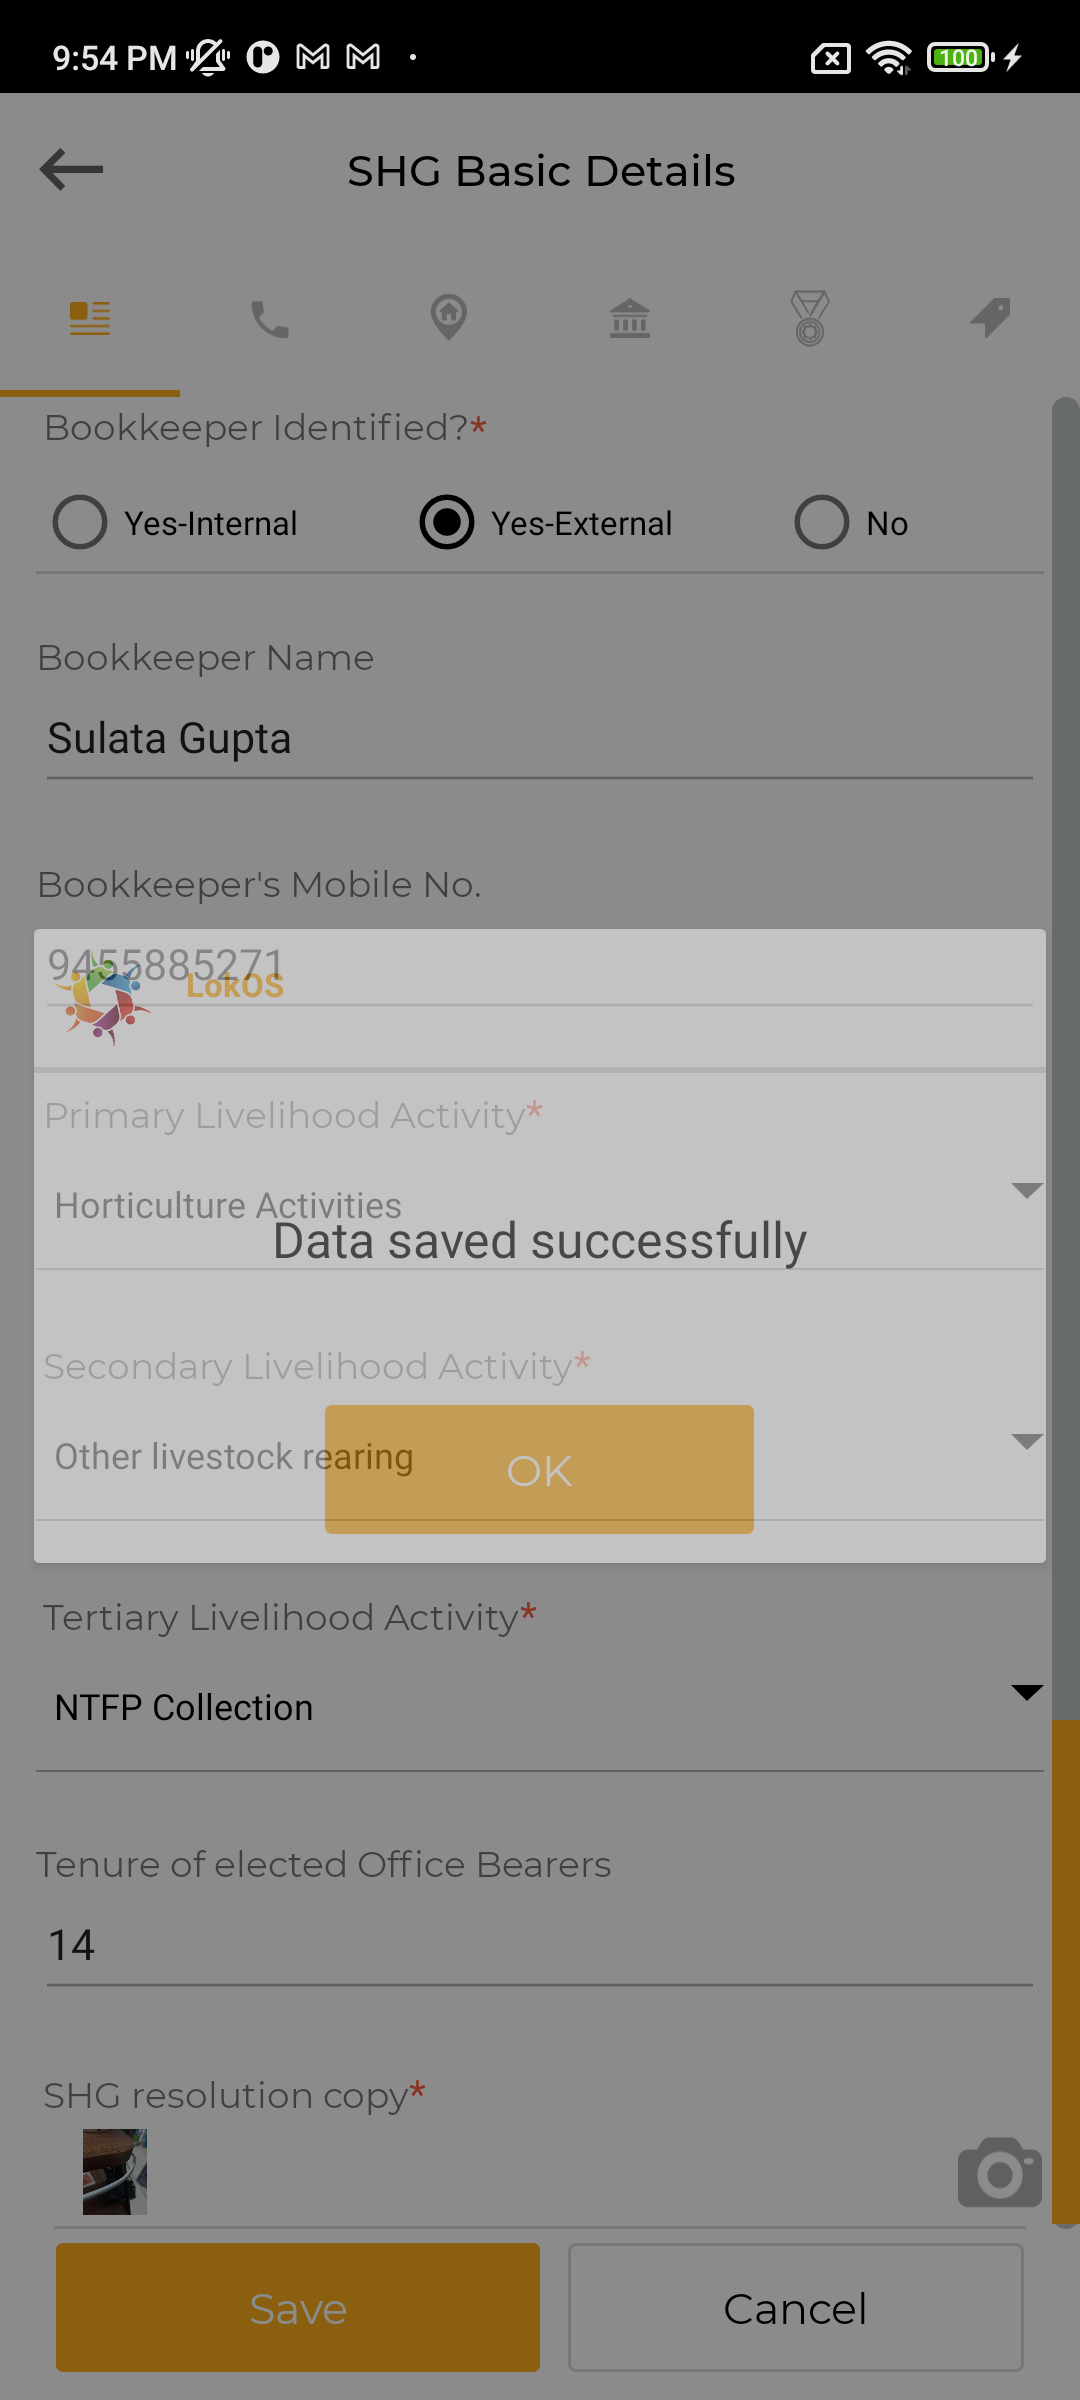 9:54 PM
100
SHG Basic Details
Bookkeeper Identified?*
Yes-Internal Yes-External No
Bookkeeper Name
Sulata Gupta
Bookkeeper's Mobile No.
9455885271
LokOS
Primary Livelihood Activity*
Horticulture Activities
Data saved successfully
Secondary Livelihood Activity*
Other livestock rearing
OK
Tertiary Livelihood Activity*
NTFP Collection
Tenure of elected Office Bearers
14
SHG resolution copy*
Save Cancel